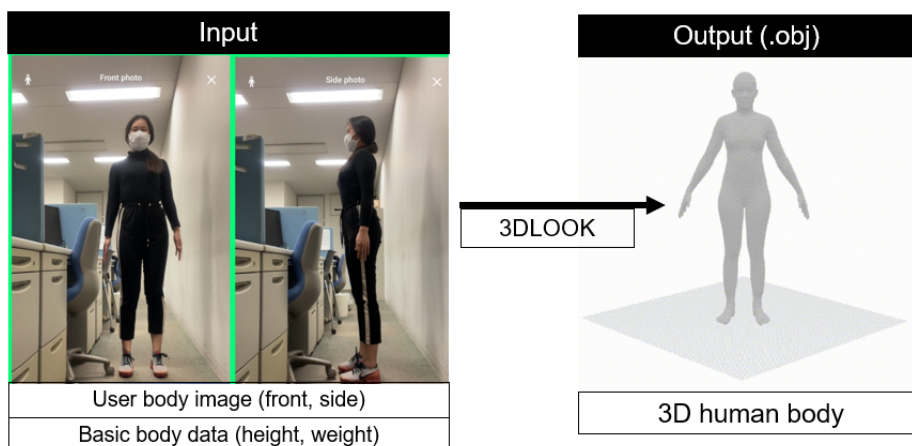 Input
Front photo
Side photo
User body image (front, side)
Basic body data (height, weight)
3DLOOK
Output (.obj)
3D human body